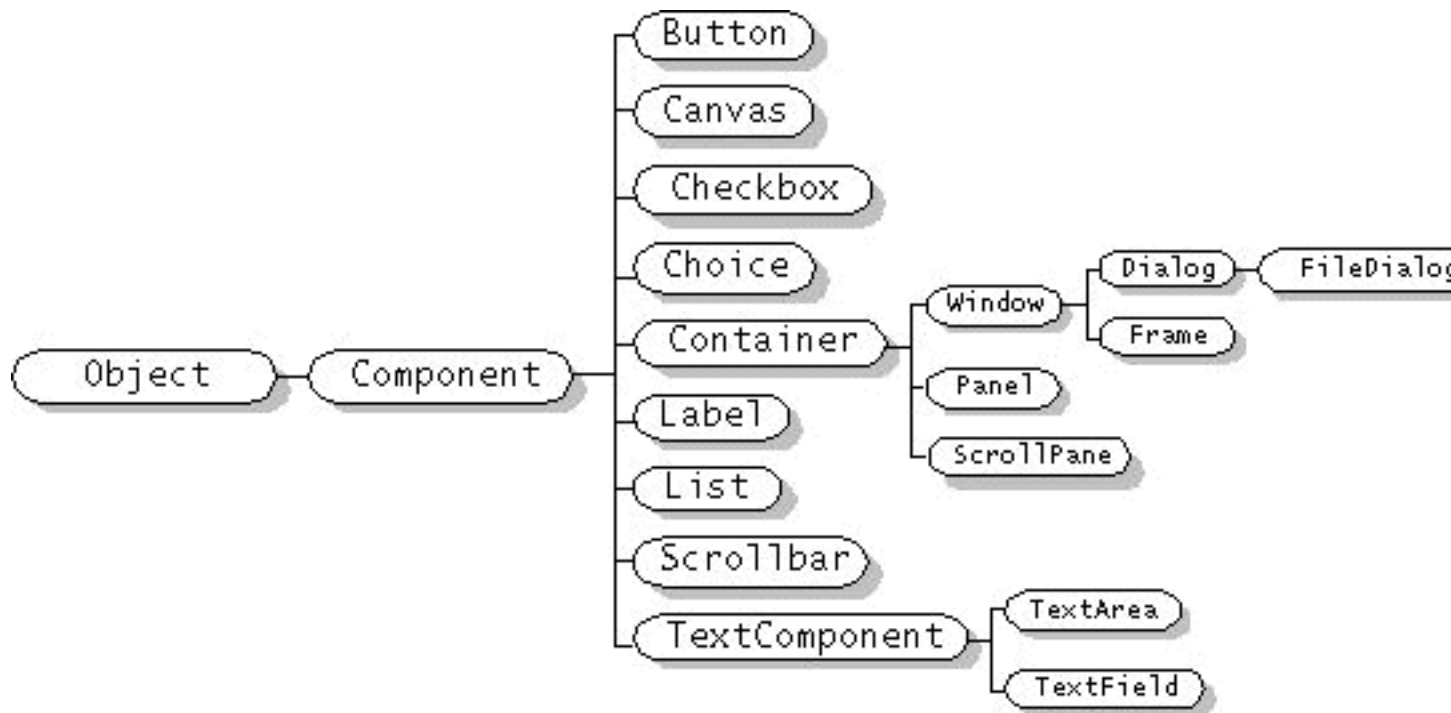 Button
Canvas
Checkbox
Choice
Dialog
FileDialog
Window
Container
Frame
Object
Component
Panel
Label
ScrollPane
List
Scrollbar
TextArea
TextComponent
TextField